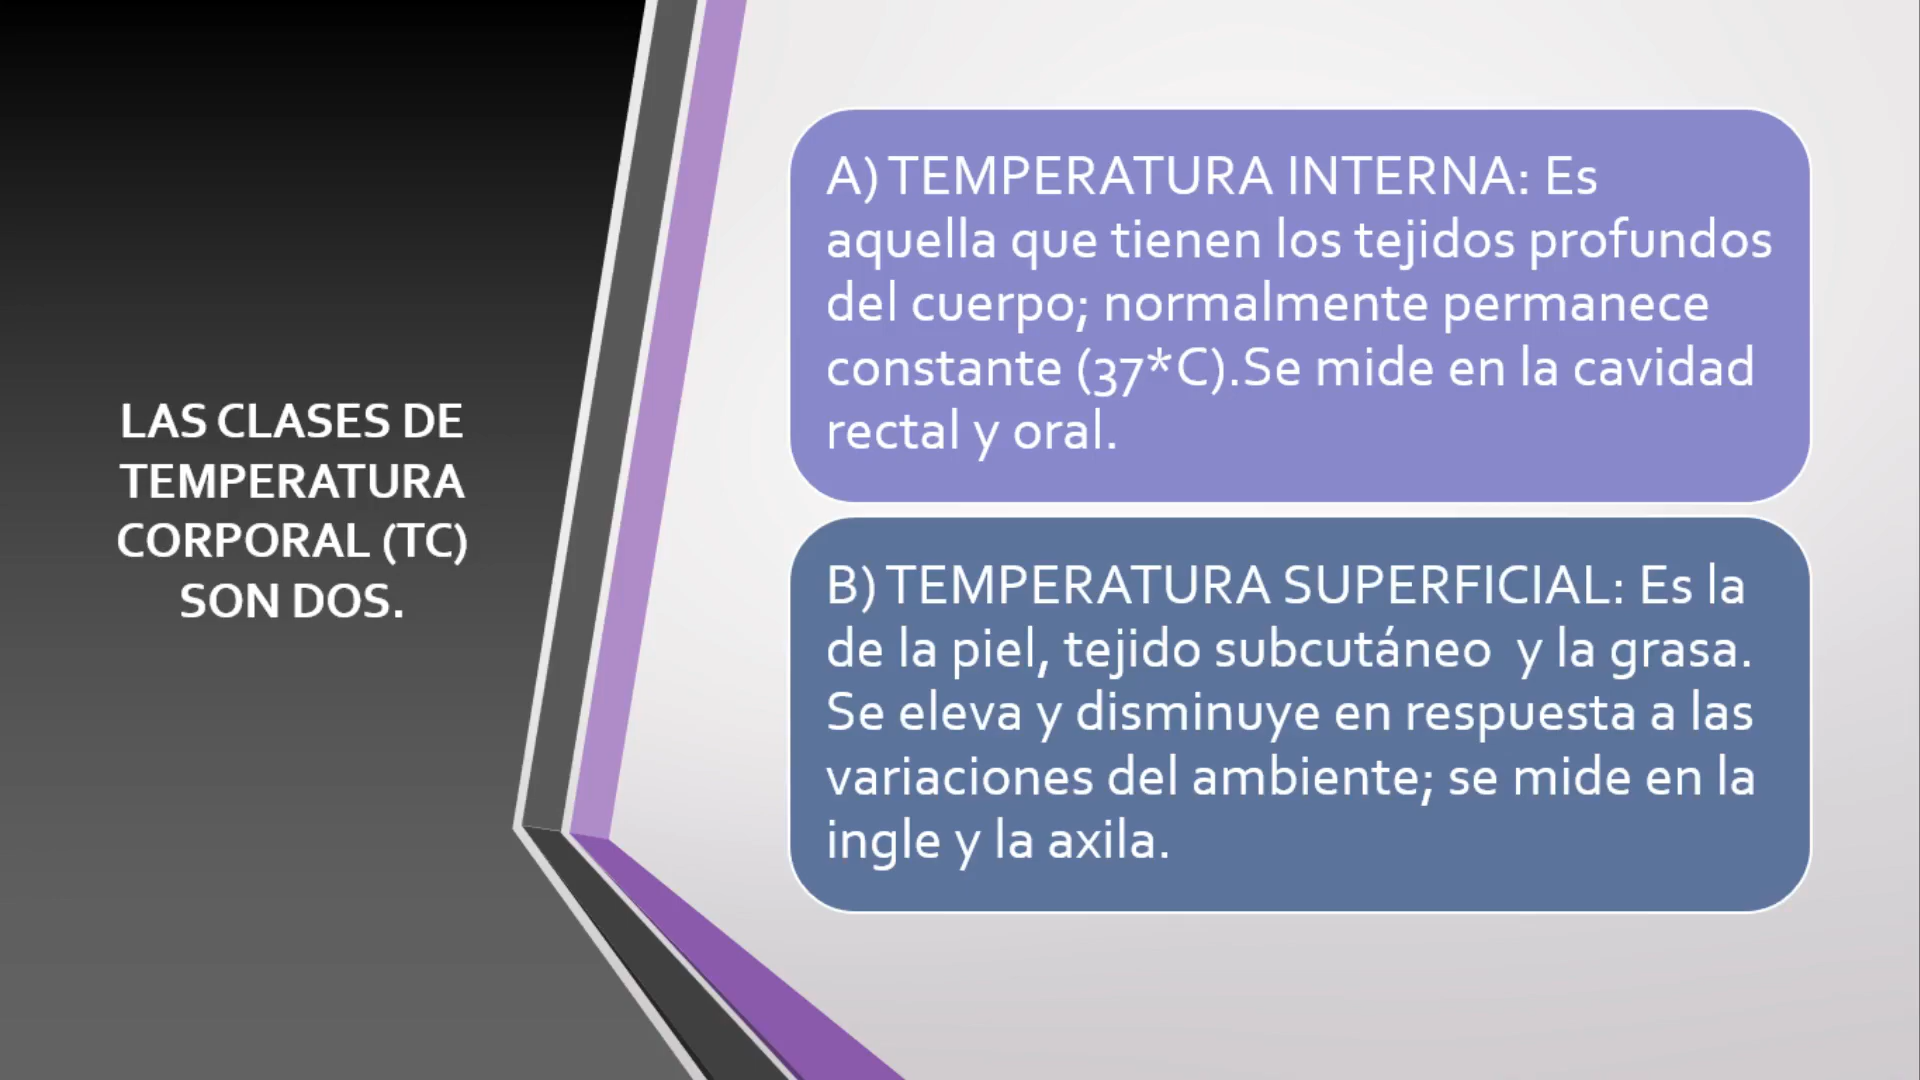 LAS CLASES DE
TEMPERATURA
CORPORAL (TC)
SON DOS.
A) TEMPERATURA INTERNA: Es
aquella que tienen los tejidos profundos
del cuerpo; normalmente permanece
constante (37*C).Se mide en la cavidad
rectal y oral.
B) TEMPERATURA SUPERFICIAL: Es la
de la piel, tejido subcutáneo  y la grasa.
Se eleva y disminuye en respuesta a las
variaciones del ambiente; se mide en la
ingle y la axila.